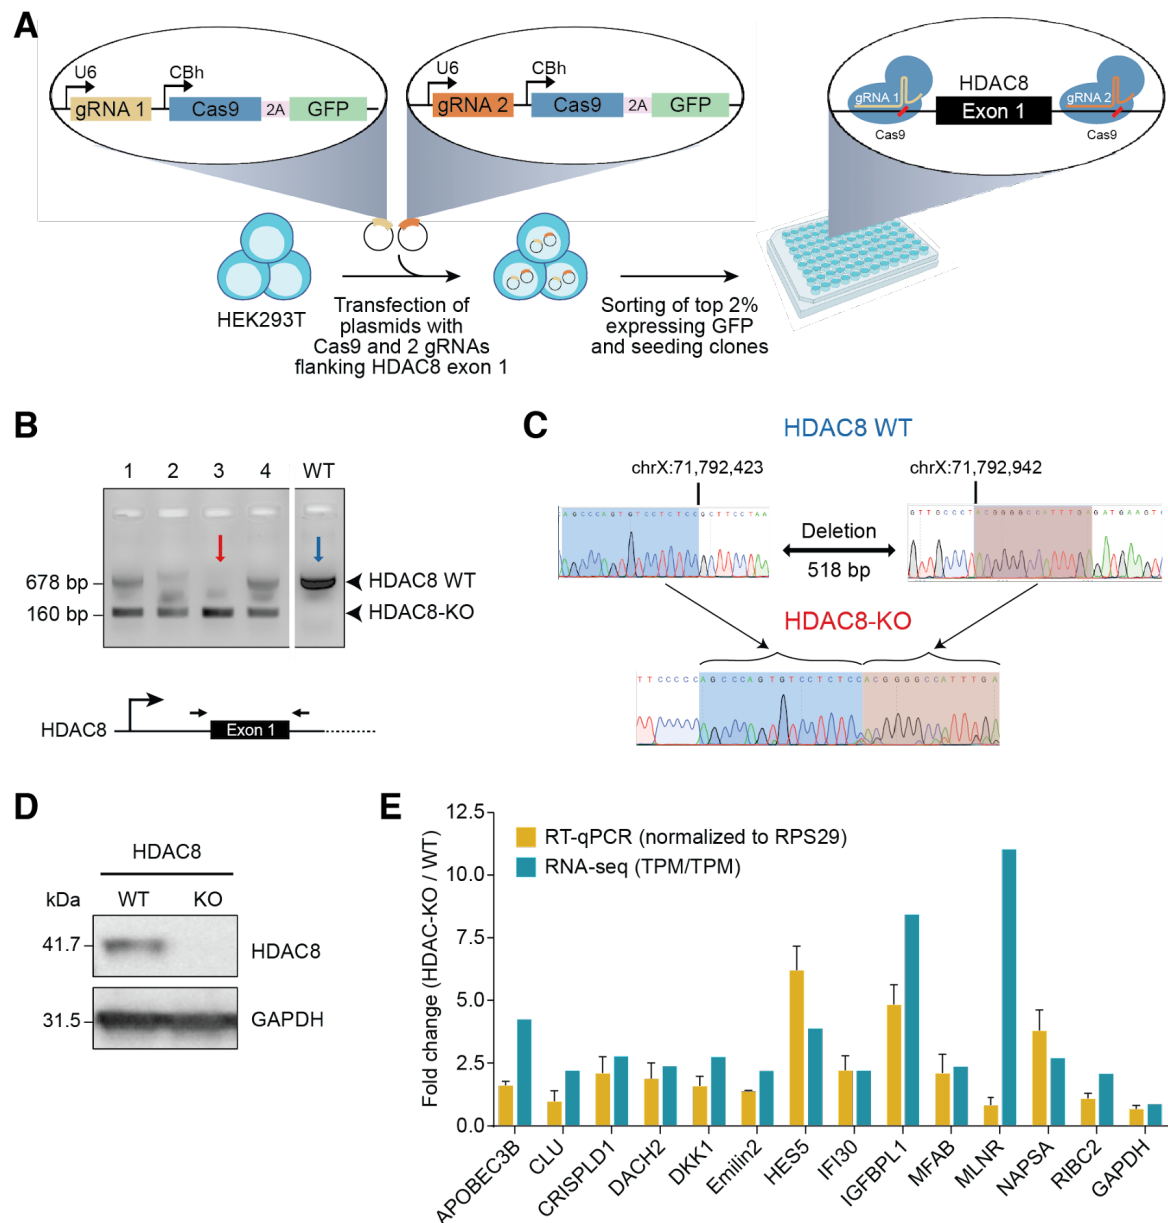 A
U6
CBh
gRNA 1
Cas9
2A
GFP
U6
CBh
gRNA 2
Cas9
2A
GFP
HDAC8
gRNA 1
Exon 1
gRNA 2
Cas9
Cas9
HEK293T
Transfection of
plasmids with
Cas9 and 2 gRNAs
flanking HDAC8 exon 1
Sorting of top 2%
expressing GFP
and seeding clones
B
1 2 3 4 WT
678 bp
HDAC8 WT
160 bp
HDAC8-KO
HDAC8
Exon 1
C
HDAC8 WT
chrX:71,792,423
chrX:71,792,942
AGCCCAGTGTCCTCTCCGCTTCCTAA
GTTGCCCTACGGGGCCATTTGAGATGAAGTG
Deletion
518 bp
HDAC8-KO
TTCCCCCAGCCCAGTGTCCTCTCCACGGGGCCATTTGA
D
HDAC8
kDa
WT
KO
41.7
HDAC8
31.5
GAPDH
E
RT-qPCR (normalized to RPS29)
RNA-seq (TPM/TPM)
Fold change (HDAC-KO / WT)
12.5
10.0
7.5
5.0
2.5
0.0
APOBEC3B
CLU
CRISPLD1
DACH2
DKK1
Emilin2
HES5
IFI30
IGFBPL1
MFAB
MLNR
NAPSA
RIBC2
GAPDH